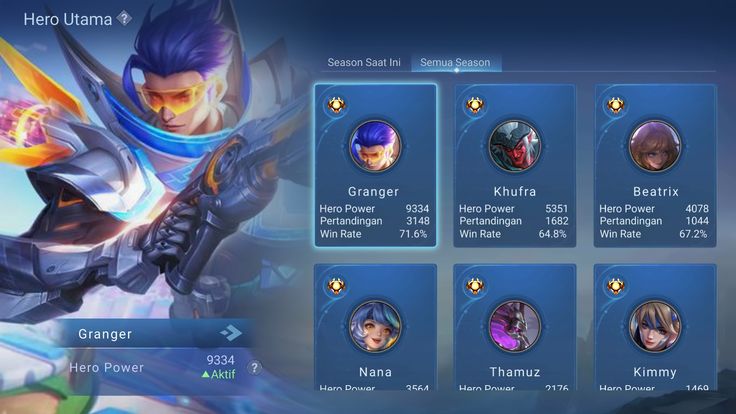 Hero Utama ?
Season Saat Ini
Semua Season
Granger
Hero Power 9334
Pertandingan 3148
Win Rate 71.6%
Khufra
Hero Power 5351
Pertandingan 1682
Win Rate 64.8%
Beatrix
Hero Power 4078
Pertandingan 1044
Win Rate 67.2%
Nana
Hero Power 3564
Thamuz
Hero Power 2176
Kimmy
Hero Power 1469
Granger
Hero Power 9334 ?
Aktif